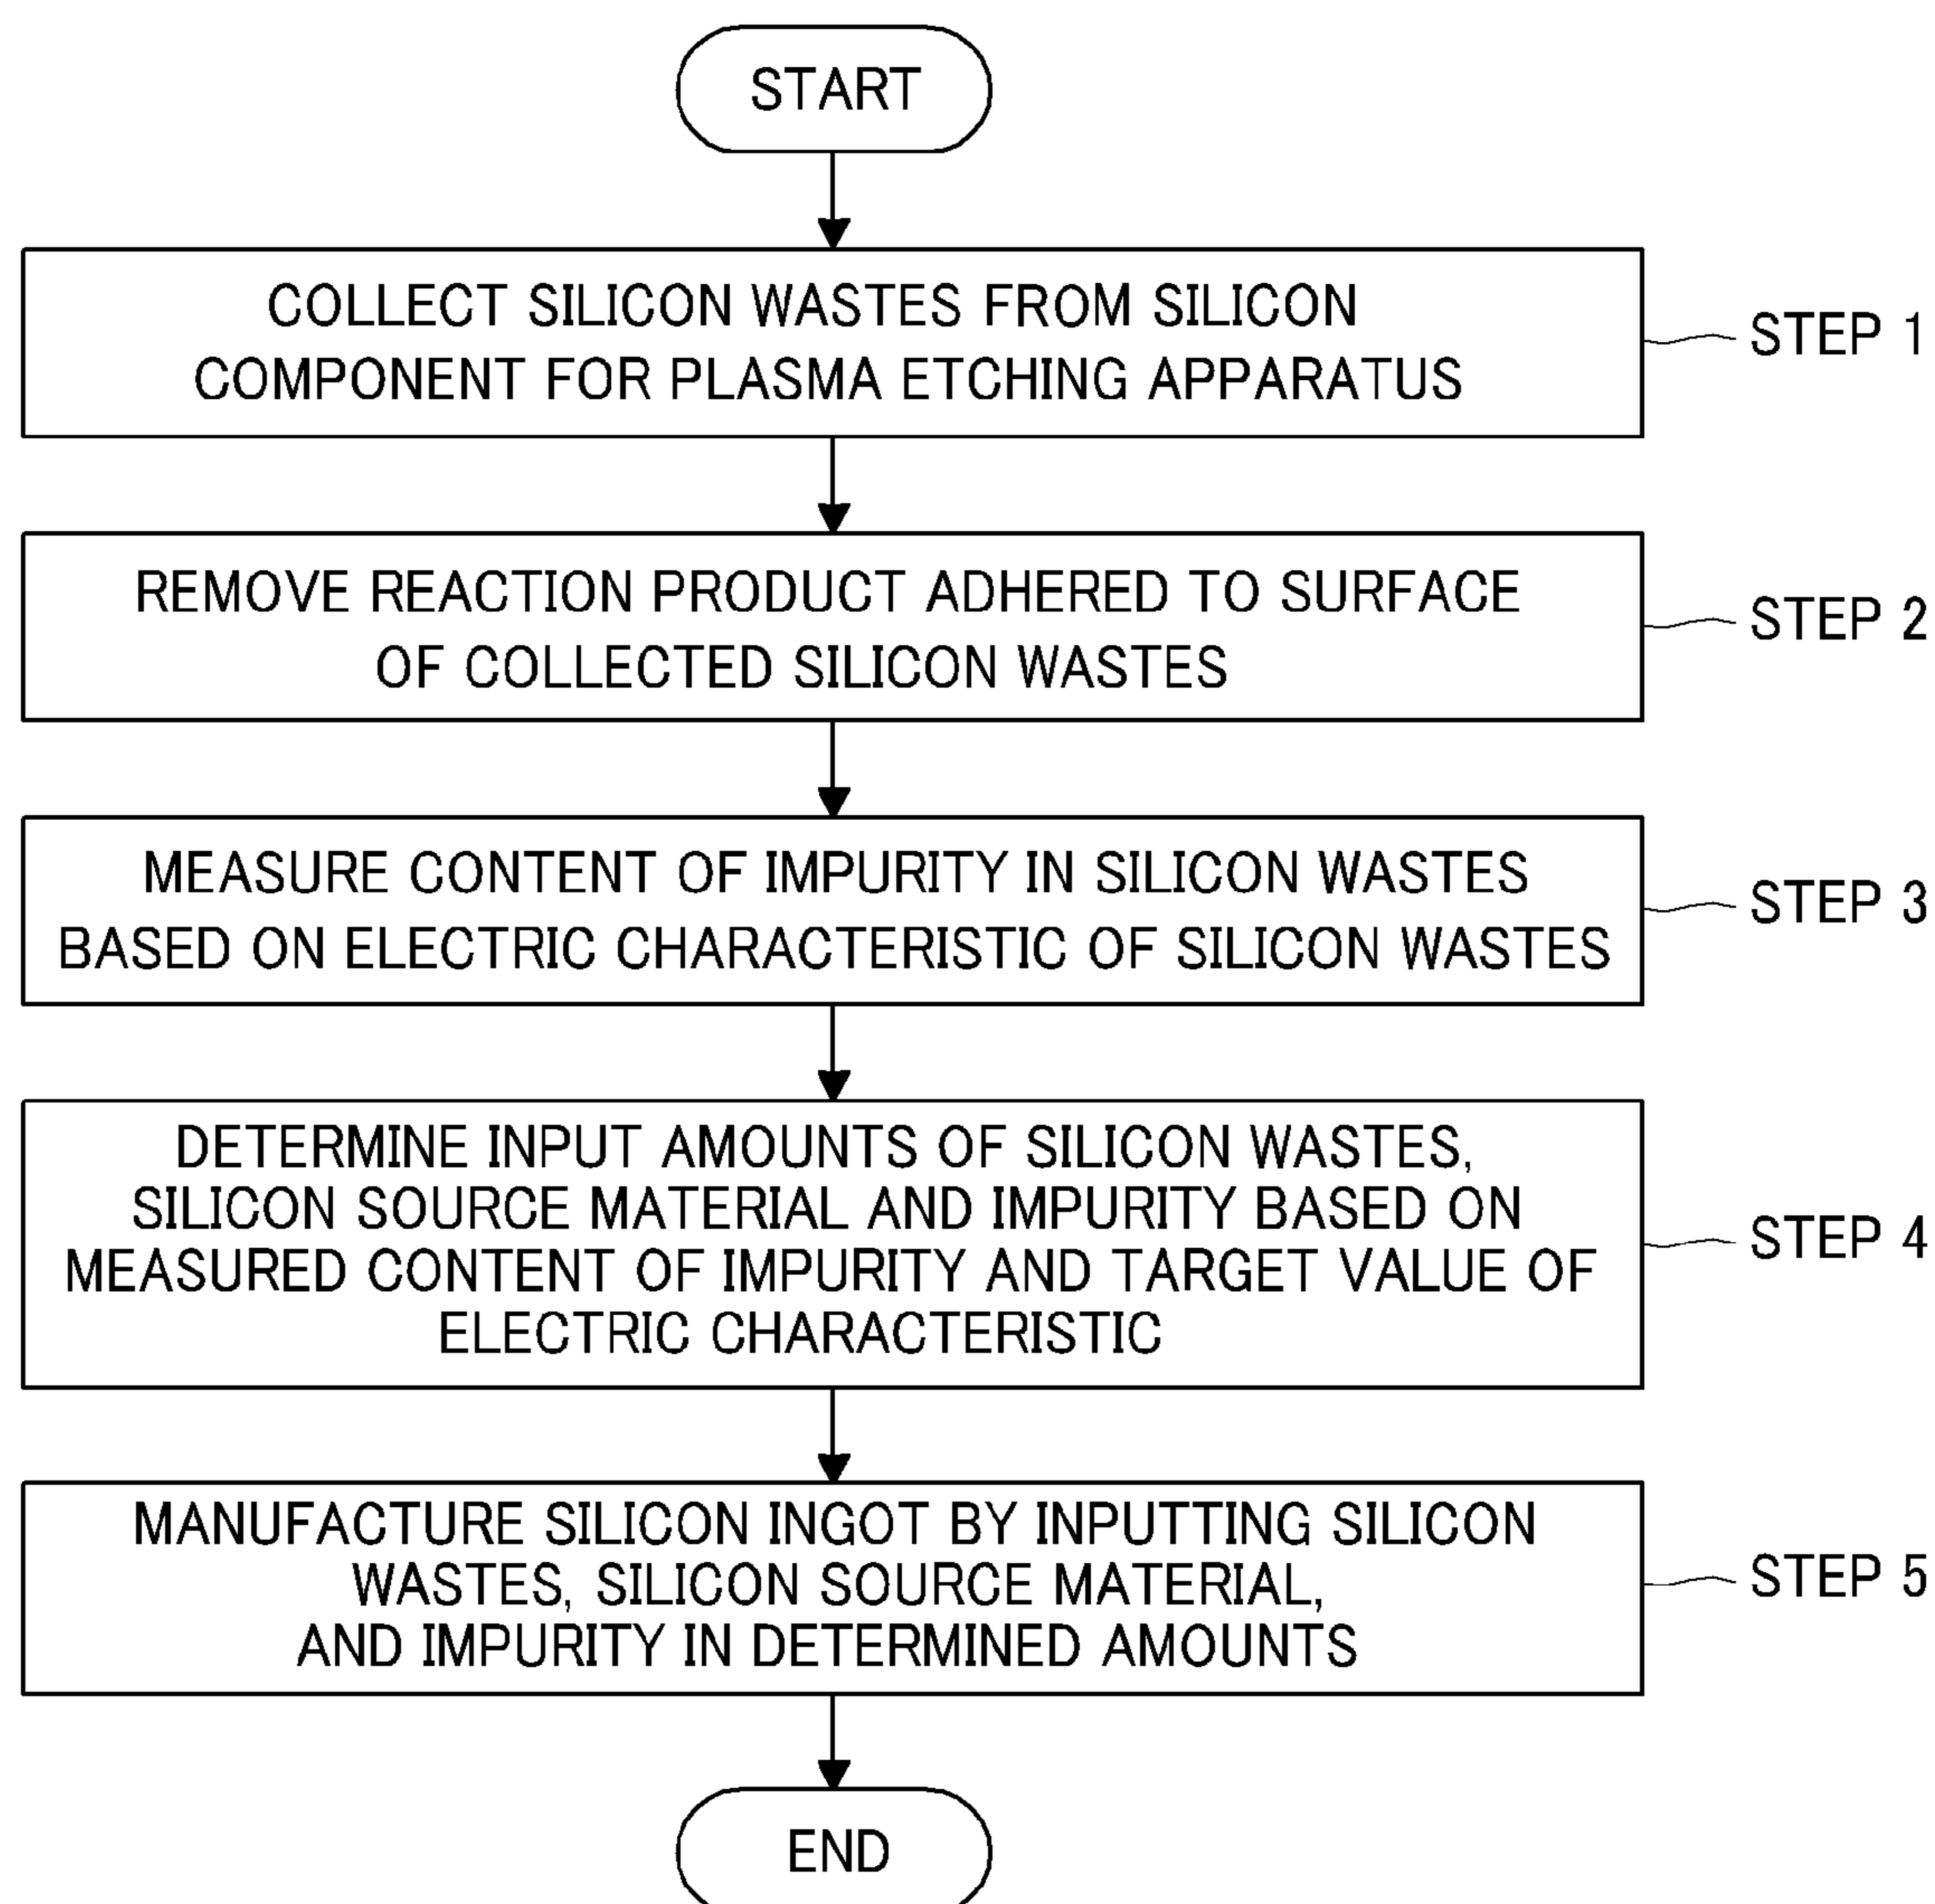 START
COLLECT SILICON WASTES FROM SILICON
COMPONENT FOR PLASMA ETCHING APPARATUS
STEP 1
REMOVE REACTION PRODUCT ADHERED TO SURFACE
OF COLLECTED SILICON WASTES
STEP 2
MEASURE CONTENT OF IMPURITY IN SILICON WASTES
BASED ON ELECTRIC CHARACTERISTIC OF SILICON WASTES
STEP 3
DETERMINE INPUT AMOUNTS OF SILICON WASTES,
SILICON SOURCE MATERIAL AND IMPURITY BASED ON
MEASURED CONTENT OF IMPURITY AND TARGET VALUE OF
ELECTRIC CHARACTERISTIC
STEP 4
MANUFACTURE SILICON INGOT BY INPUTTING SILICON
WASTES, SILICON SOURCE MATERIAL,
AND IMPURITY IN DETERMINED AMOUNTS
STEP 5
END